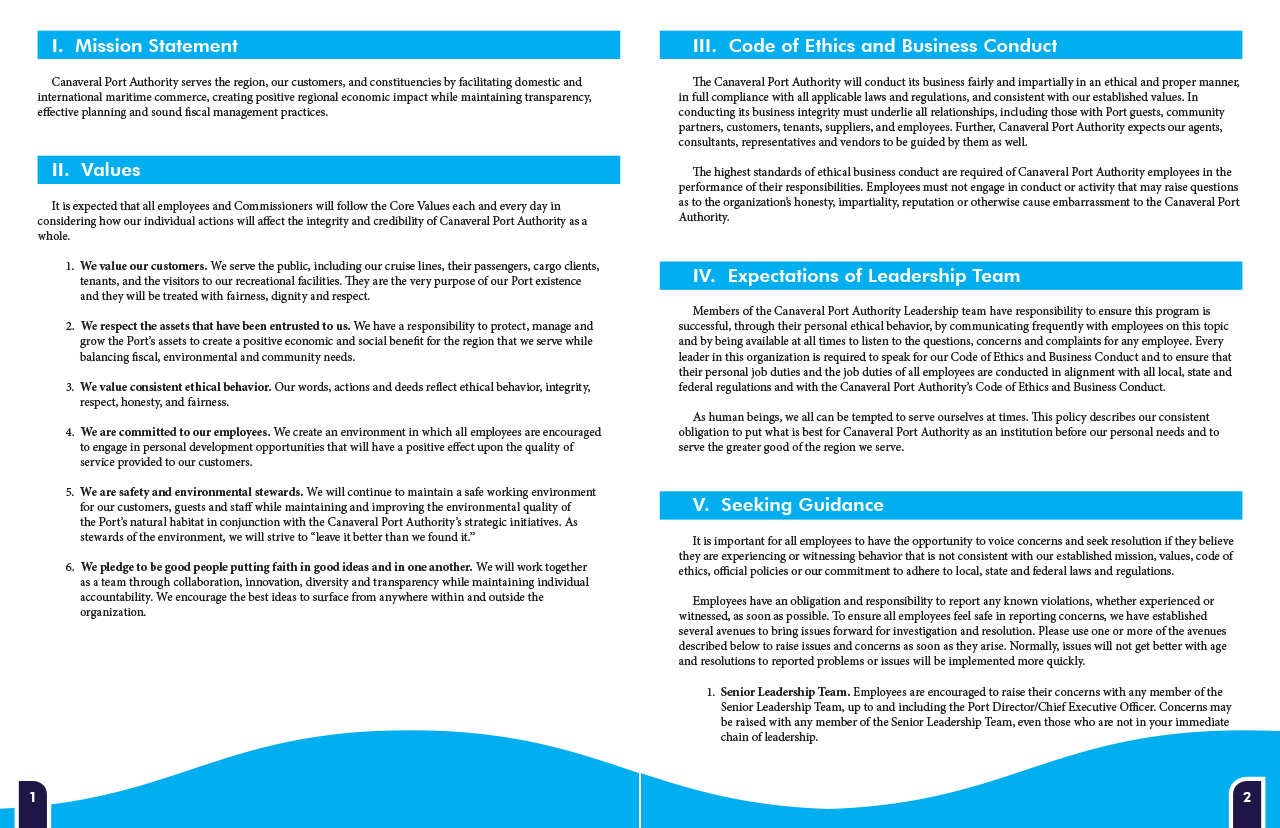 I. Mission Statement
Canaveral Port Authority serves the region, our customers, and constituencies by facilitating domestic and
international maritime commerce, creating positive regional economic impact while maintaining transparency,
effective planning and sound fiscal management practices.
II. Values
It is expected that all employees and Commissioners will follow the Core Values each and every day in
considering how our individual actions will affect the integrity and credibility of Canaveral Port Authority as a
whole.
1. We value our customers. We serve the public, including our cruise lines, their passengers, cargo clients,
tenants, and the visitors to our recreational facilities. They are the very purpose of our Port existence
and they will be treated with fairness, dignity and respect.
2. We respect the assets that have been entrusted to us. We have a responsibility to protect, manage and
grow the Port's assets to create a positive economic and social benefit for the region that we serve while
balancing fiscal, environmental and community needs.
3. We value consistent ethical behavior. Our words, actions and deeds reflect ethical behavior, integrity,
respect, honesty, and fairness.
4. We are committed to our employees. We create an environment in which all employees are encouraged
to engage in personal development opportunities that will have a positive effect upon the quality of
service provided to our customers.
5. We are safety and environmental stewards. We will continue to maintain a safe working environment
for our customers, guests and staff while maintaining and improving the environmental quality of
the Port's natural habitat in conjunction with the Canaveral Port Authority's strategic initiatives. As
stewards of the environment, we will strive to “leave it better than we found it.”
6. We pledge to be good people putting faith in good ideas and in one another. We will work together
as a team through collaboration, innovation, diversity and transparency while maintaining individual
accountability. We encourage the best ideas to surface from anywhere within and outside the
organization.
1
III. Code of Ethics and Business Conduct
The Canaveral Port Authority will conduct its business fairly and impartially in an ethical and proper manner,
in full compliance with all applicable laws and regulations, and consistent with our established values. In
conducting its business integrity must underlie all relationships, including those with Port guests, community
partners, customers, tenants, suppliers, and employees. Further, Canaveral Port Authority expects our agents,
consultants, representatives and vendors to be guided by them as well.
The highest standards of ethical business conduct are required of Canaveral Port Authority employees in the
performance of their responsibilities. Employees must not engage in conduct or activity that may raise questions
as to the organization's honesty, impartiality, reputation or otherwise cause embarrassment to the Canaveral Port
Authority.
IV. Expectations of Leadership Team
Members of the Canaveral Port Authority Leadership team have responsibility to ensure this program is
successful, through their personal ethical behavior, by communicating frequently with employees on this topic
and by being available at all times to listen to the questions, concerns and complaints for any employee. Every
leader in this organization is required to speak for our Code of Ethics and Business Conduct and to ensure that
their personal job duties and the job duties of all employees are conducted in alignment with all local, state and
federal regulations and with the Canaveral Port Authority's Code of Ethics and Business Conduct.
As human beings, we all can be tempted to serve ourselves at times. This policy describes our consistent
obligation to put what is best for Canaveral Port Authority as an institution before our personal needs and to
serve the greater good of the region we serve.
V. Seeking Guidance
It is important for all employees to have the opportunity to voice concerns and seek resolution if they believe
they are experiencing or witnessing behavior that is not consistent with our established mission, values, code of
ethics, official policies or our commitment to adhere to local, state and federal laws and regulations.
Employees have an obligation and responsibility to report any known violations, whether experienced or
witnessed, as soon as possible. To ensure all employees feel safe in reporting concerns, we have established
several avenues to bring issues forward for investigation and resolution. Please use one or more of the avenues
described below to raise issues and concerns as soon as they arise. Normally, issues will not get better with age
and resolutions to reported problems or issues will be implemented more quickly.
1. Senior Leadership Team. Employees are encouraged to raise their concerns with any member of the
Senior Leadership Team, up to and including the Port Director/Chief Executive Officer. Concerns may
be raised with any member of the Senior Leadership Team, even those who are not in your immediate
chain of leadership.
2